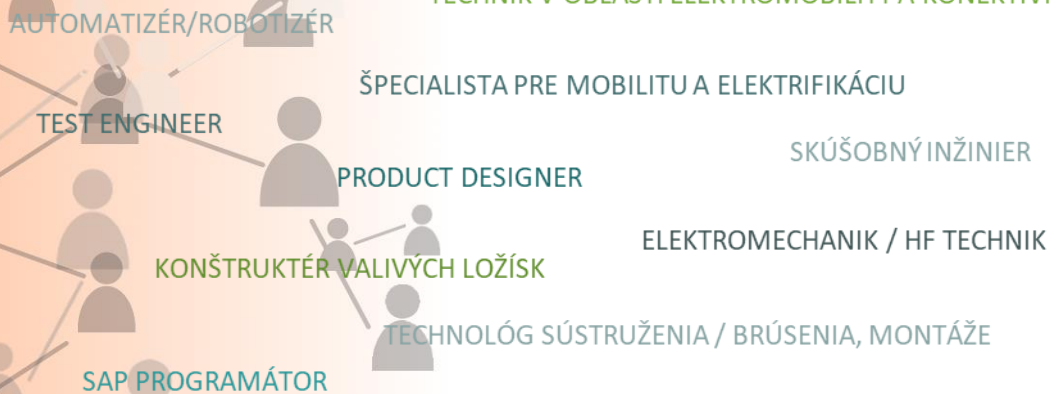 AUTOMATIZÉR/ROBOTIZÉR
ŠPECIALISTA PRE MOBILITU A ELEKTRIFIKÁCIU
TEST ENGINEER
SKÚŠOBNÝ INŽINIER
PRODUCT DESIGNER
ELEKTROMECHANIK / HF TECHNIK
KONŠTRUKTÉR VALIVÝCH LOŽÍSK
TECHNOLÓG SÚSTRUŽENIA / BRÚSENIA, MONTÁŽE
SAP PROGRAMÁTOR